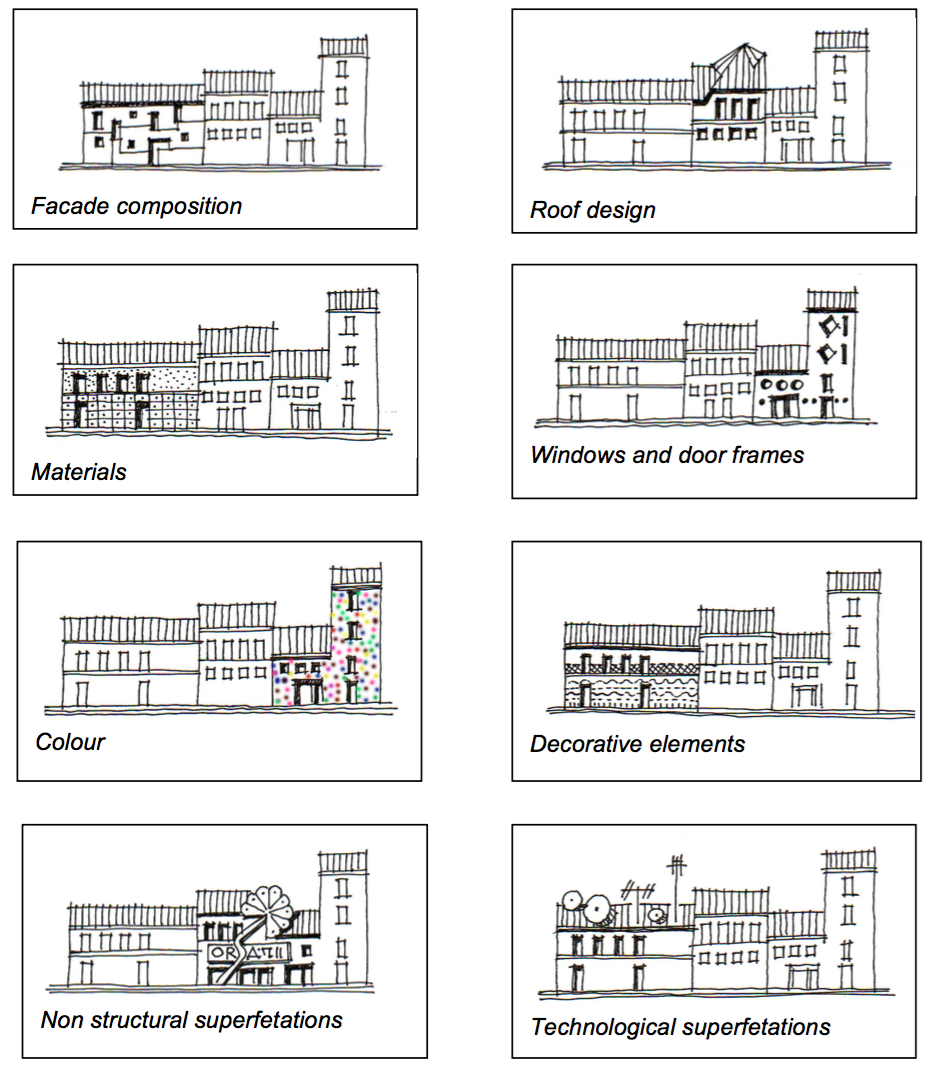 Facade composition
Roof design
Materials
Windows and door frames
Colour
Decorative elements
Non structural superfetations
Technological superfetations